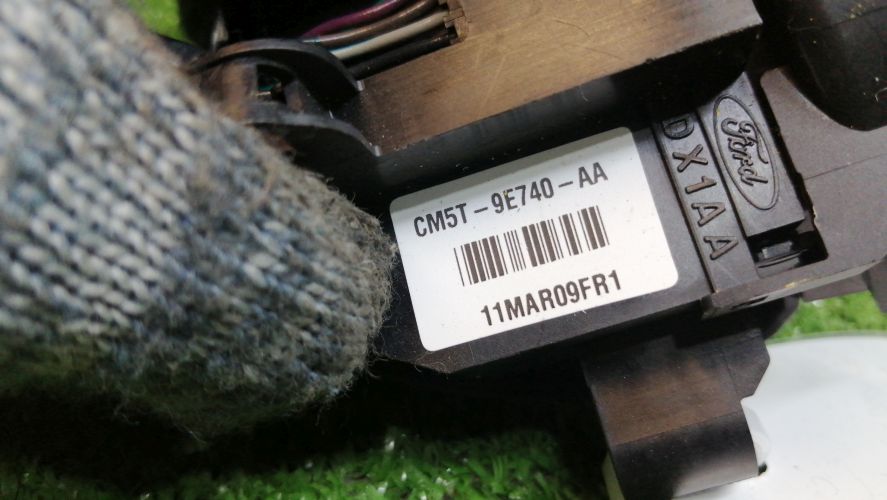 CM5T-9E740-AA
11MAR09FR1
DX1AA
Ford